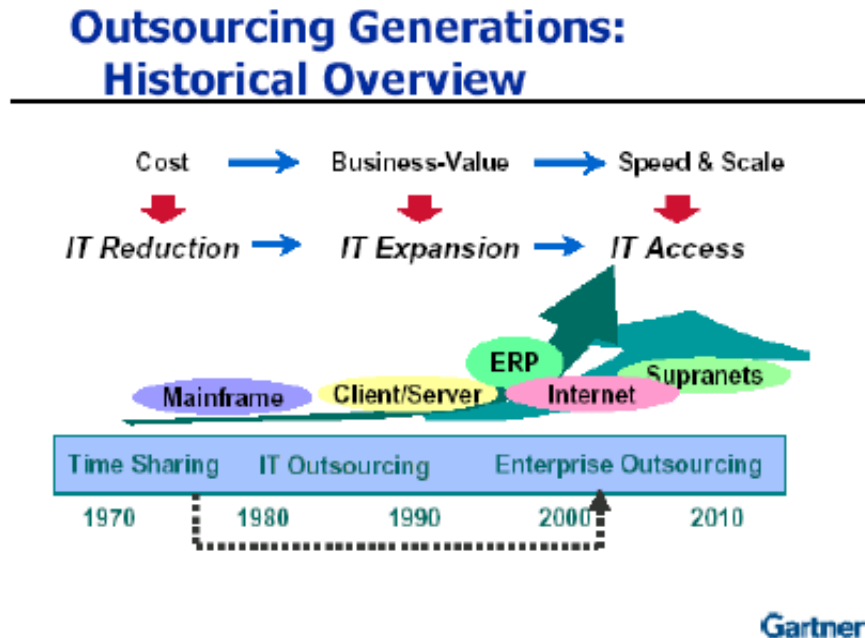 Outsourcing Generations:
Historical Overview
Cost Business-Value Speed & Scale
IT Reduction IT Expansion IT Access
ERP
Supranets
Mainframe Client/Server Internet
Time Sharing IT Outsourcing Enterprise Outsourcing
1970 1980 1990 2000 2010
Gartner